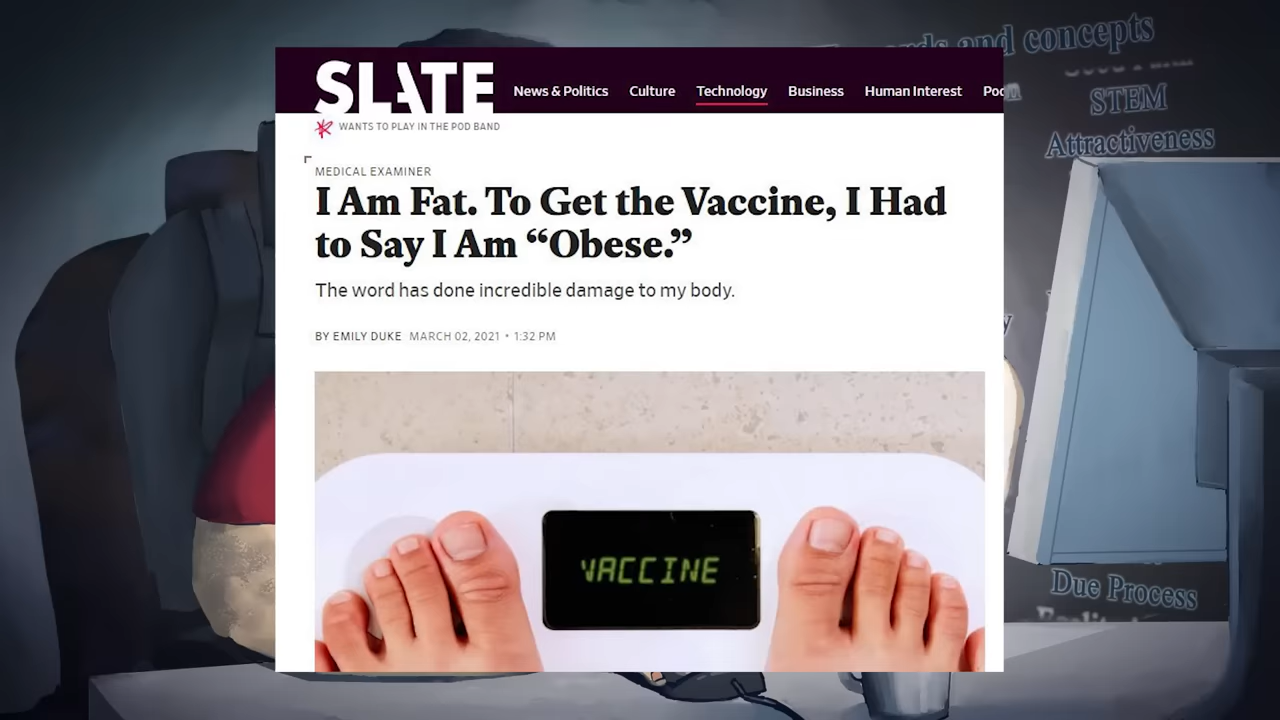 SLATE
News & Politics Culture Technology Business Human Interest
WANTS TO PLAY IN THE POD BAND
MEDICAL EXAMINER
I Am Fat. To Get the Vaccine, I Had
to Say I Am “Obese.”
The word has done incredible damage to my body.
BY EMILY DUKE MARCH 02, 2021 • 1:32 PM
VACCINE
and concepts
STEM
Attractiveness
Due Process